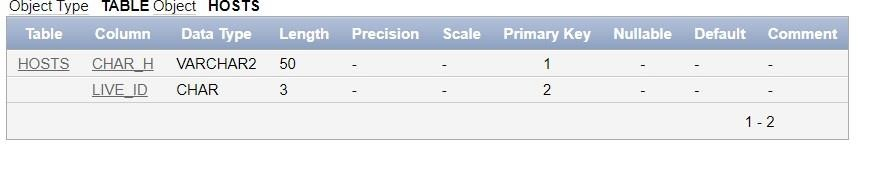 Object Type TABLE Object HOSTS
Table Column Data Type Length Precision Scale Primary Key Nullable Default Comment
HOSTS CHAR_H VARCHAR2 50 - - 1 - - -
LIVE_ID CHAR 3 - - 2 - - -
1 - 2